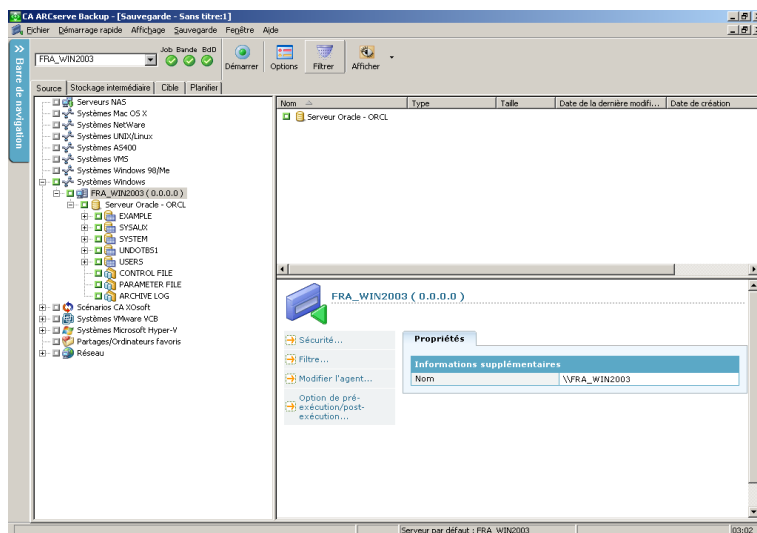 CA ARCserve Backup - [Sauvegarde - Sans titre:1]
Fichier Démarrage rapide Affichage Sauvegarde Fenêtre Aide
Barre de navigation
FRA_WIN2003
Job Bande BdD
Démarrer
Options
Filtrer
Afficher
Source Stockage intermédiaire Cible Planifier
Serveurs NAS
Systèmes Mac OS X
Systèmes NetWare
Systèmes UNIX/Linux
Systèmes AS400
Systèmes VMS
Systèmes Windows 98/Me
Systèmes Windows
FRA_WIN2003 ( 0.0.0.0 )
Serveur Oracle - ORCL
EXAMPLE
SYSAUX
SYSTEM
UNDOTBS1
USERS
CONTROL FILE
PARAMETER FILE
ARCHIVE LOG
Scénarios CA XOsoft
Systèmes VMware VCB
Systèmes Microsoft Hyper-V
Partages/Ordinateurs favoris
Réseau
Nom Type Taille Date de la dernière modifi... Date de création
Serveur Oracle - ORCL
FRA_WIN2003 ( 0.0.0.0 )
Sécurité...
Filtre...
Modifier l'agent...
Option de pré-
exécution/post-
exécution...
Propriétés
Informations supplémentaires
Nom \\FRA_WIN2003
Serveur par défaut : FRA_WIN2003
03:02